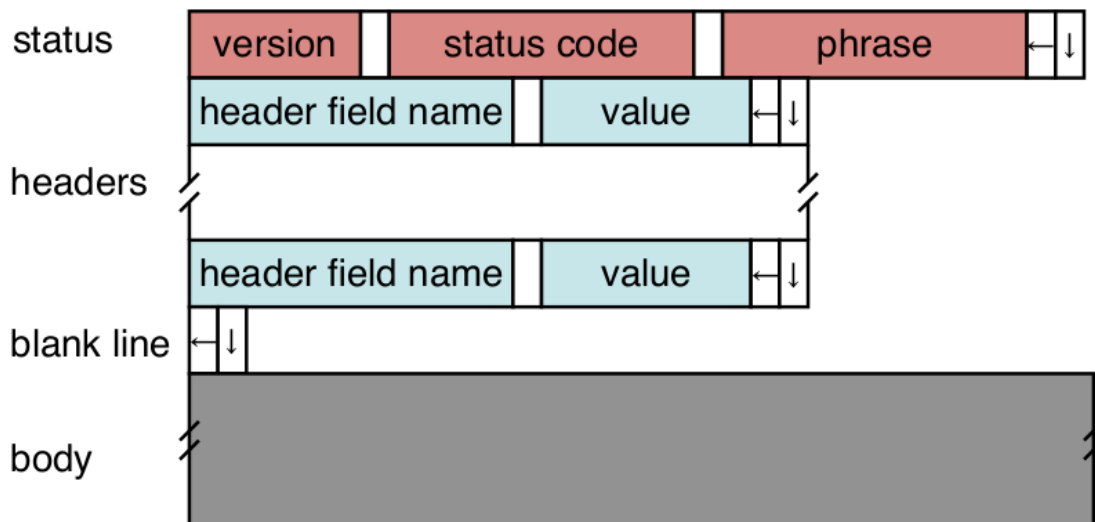 status version status code phrase ← ↓
header field name value ← ↓
headers
header field name value ← ↓
blank line ← ↓
body